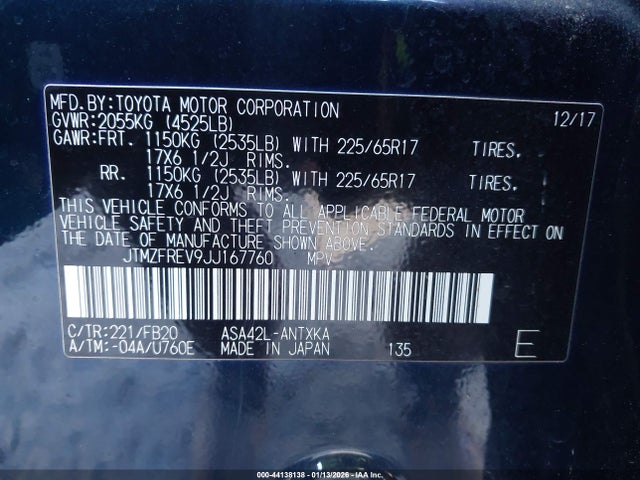 MFD.BY:TOYOTA MOTOR CORPORATION 12/17
GVWR:2055KG (4525LB)
GAWR:FRT. 1150KG (2535LB) WITH 225/65R17 TIRES.
17X6 1/2J RIMS.
RR. 1150KG (2535LB) WITH 225/65R17 TIRES.
17X6 1/2J RIMS.
THIS VEHICLE CONFORMS TO ALL APPLICABLE FEDERAL MOTOR
VEHICLE SAFETY BUMPER, AND THEFT PREVENTION STANDARDS IN EFFECT ON
THE DATE OF MANUFACTURE SHOWN ABOVE.
JTMZFREV9JJ167760 MPV
C/TR:221/FB20 ASA42L-ANTXKA
A/TM:-04A/U760E MADE IN JAPAN 135 E
000-44138138 — 01/13/2026 — IAA Inc.